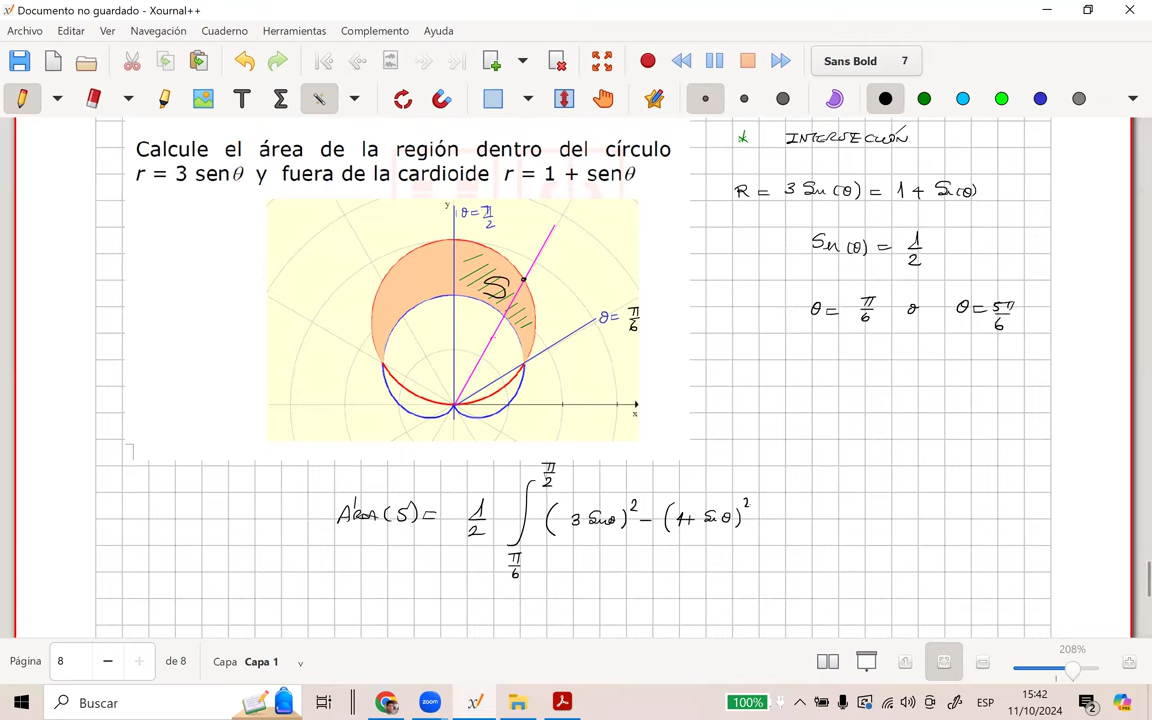 Documento no guardado - Xournal++
Archivo Editar Ver Navegación Cuaderno Herramientas Complemento Ayuda
Sans Bold 7
Calcule el área de la región dentro del círculo
r = 3 senθ y fuera de la cardioide r = 1 + senθ
y
θ = π/2
S
θ = π/6
x
* INTERSECCIÓN
R = 3 Sen(θ) = 1 + Sen(θ)
Sen(θ) = 1/2
θ = π/6 o θ = 5π/6
ÁREA(S) = 1/2 ∫_{π/6}^{π/2} (3 Senθ)² − (1 + Senθ)²
Página 8 de 8 Capa Capa 1 208%
Buscar 100% ESP 15:42
11/10/2024 2